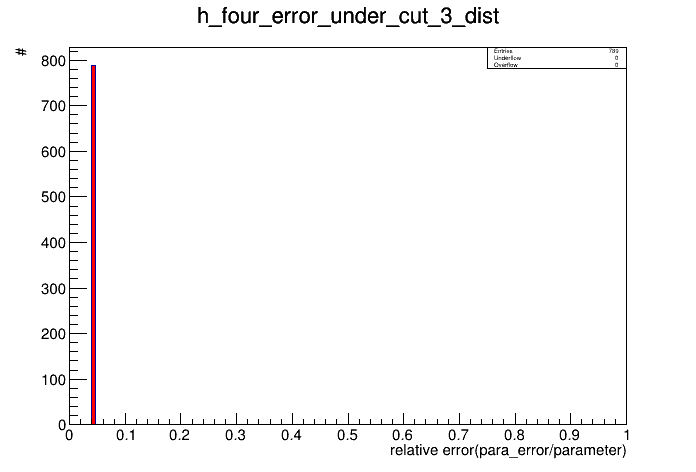 h_four_error_under_cut_3_dist
#
Entries 789
Underflow 0
Overflow 0
800
700
600
500
400
300
200
100
0
0 0.1 0.2 0.3 0.4 0.5 0.6 0.7 0.8 0.9 1
relative error(para_error/parameter)